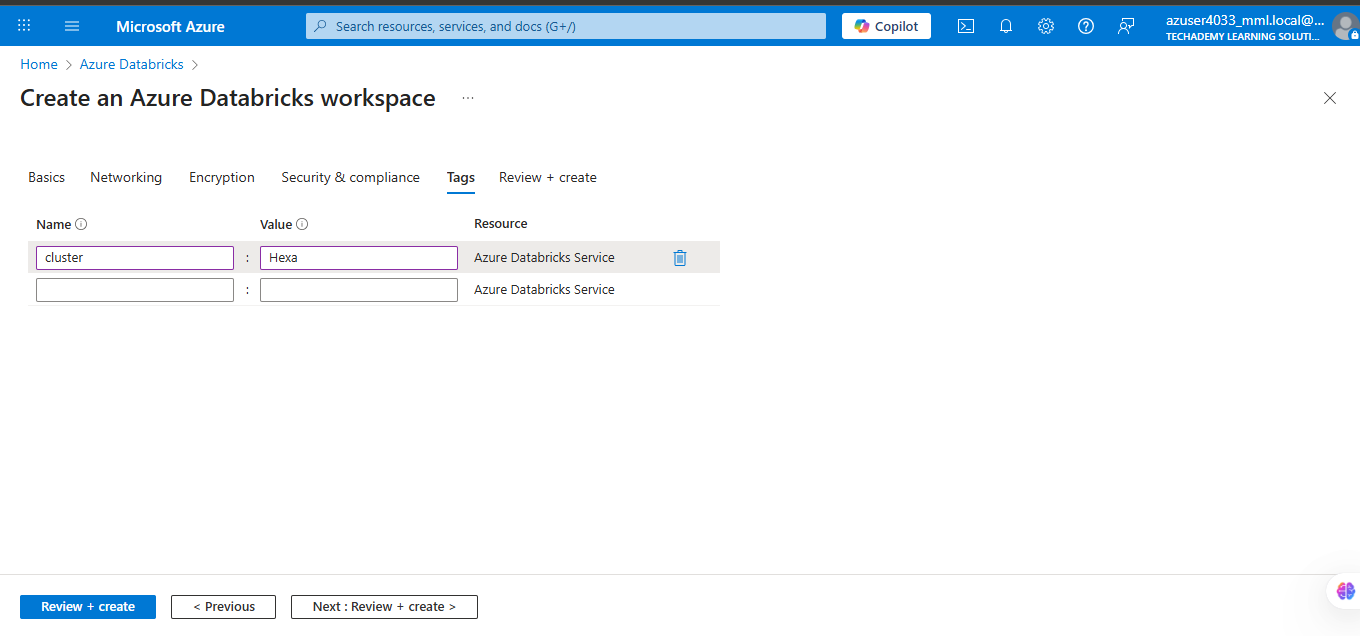 Microsoft Azure
Search resources, services, and docs (G+/)
Copilot
azuser4033_mml.local@...
TECHADEMY LEARNING SOLUTI...
Home > Azure Databricks >
Create an Azure Databricks workspace ...
Basics Networking Encryption Security & compliance Tags Review + create
Name Value Resource
cluster : Hexa Azure Databricks Service
: Azure Databricks Service
Review + create < Previous Next : Review + create >